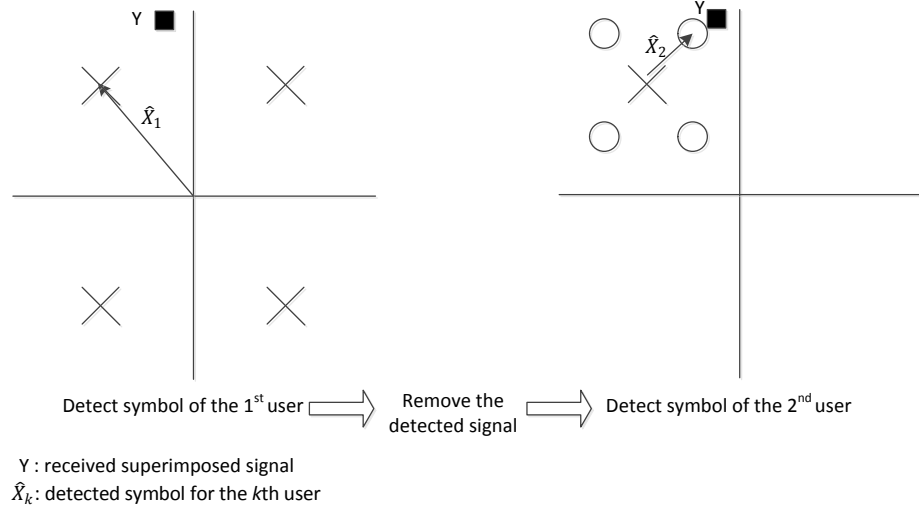 Y
X̂₁
Y
X̂₂
Detect symbol of the 1ˢᵗ user
Remove the
detected signal
Detect symbol of the 2ⁿᵈ user
Y : received superimposed signal
X̂ₖ: detected symbol for the kth user